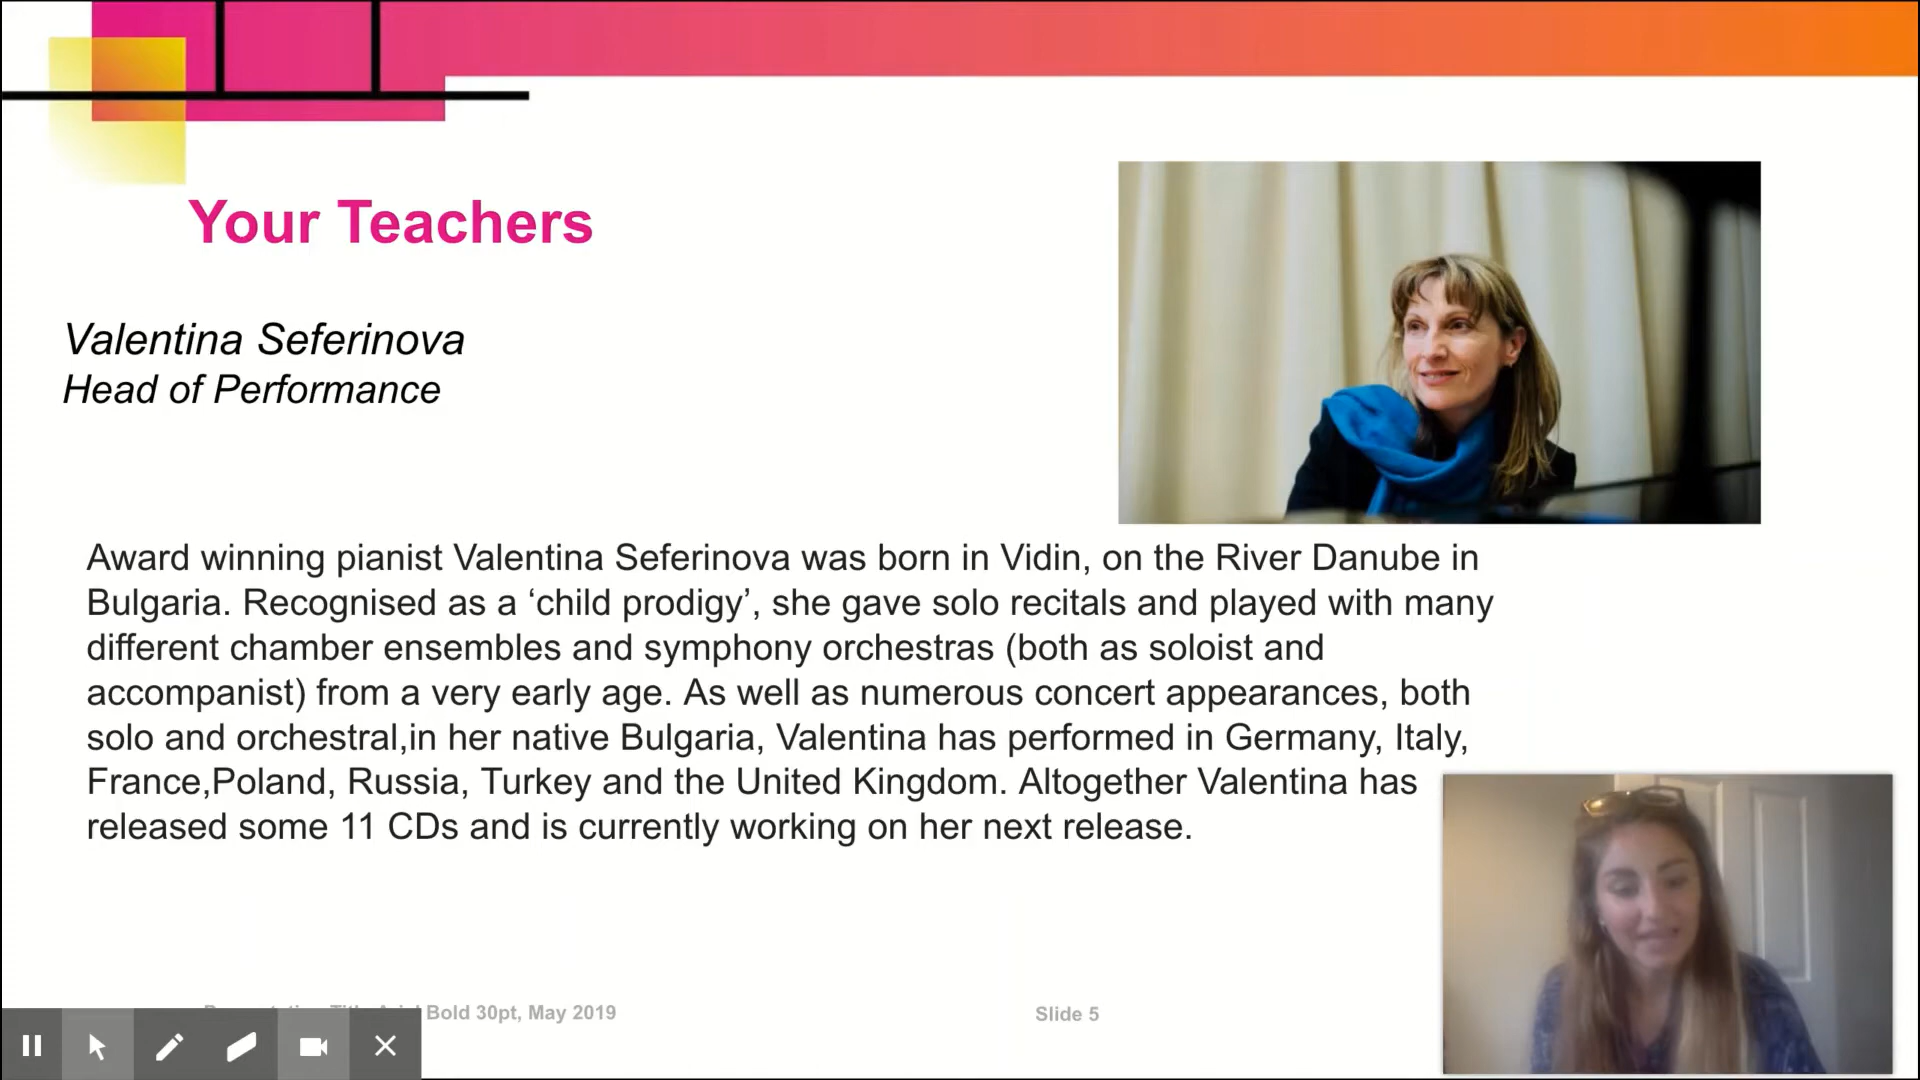 Your Teachers
Valentina Seferinova
Head of Performance
Award winning pianist Valentina Seferinova was born in Vidin, on the River Danube in
Bulgaria. Recognised as a ‘child prodigy’, she gave solo recitals and played with many
different chamber ensembles and symphony orchestras (both as soloist and
accompanist) from a very early age. As well as numerous concert appearances, both
solo and orchestral,in her native Bulgaria, Valentina has performed in Germany, Italy,
France,Poland, Russia, Turkey and the United Kingdom. Altogether Valentina has
released some 11 CDs and is currently working on her next release.
Bold 30pt, May 2019
Slide 5